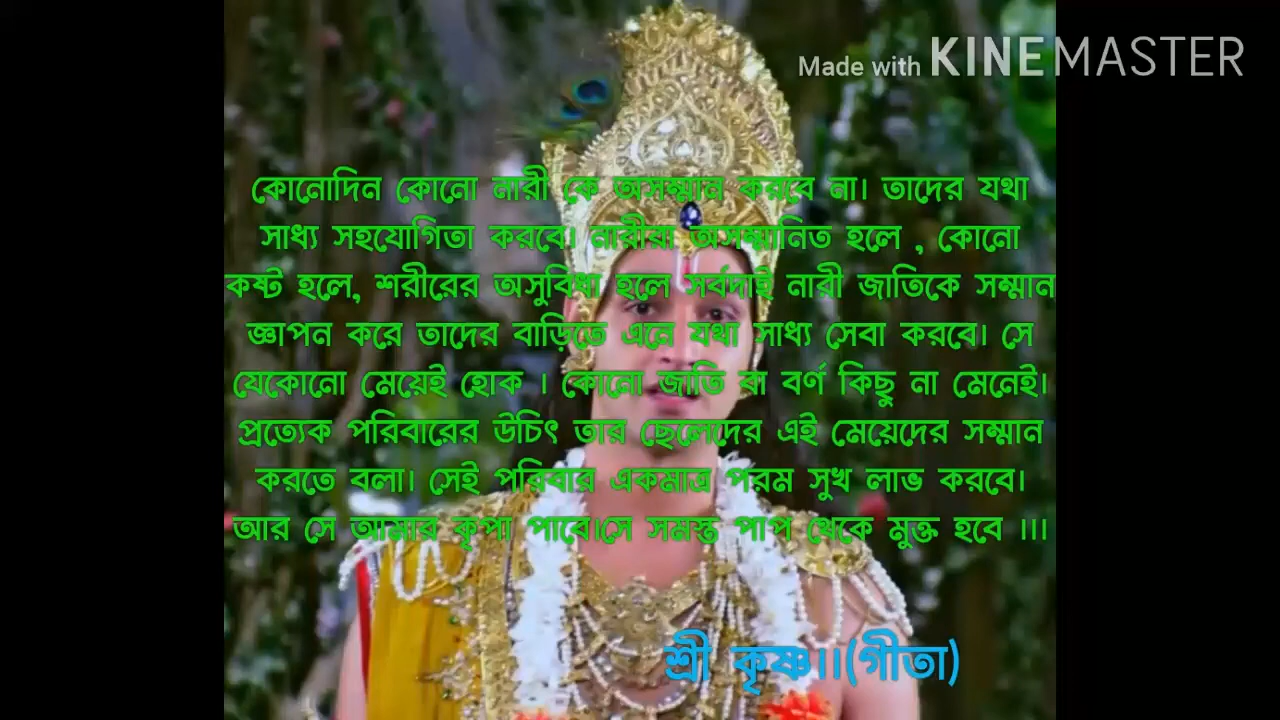 Made with KINEMASTER
কোনোদিন কোনো নারী কে অসম্মান করবে না। তাদের যথা
সাধ্য সহযোগিতা করবে। নারীরা অসম্মানিত হলে , কোনো
কষ্ট হলে, শরীরের অসুবিধা হলে সর্বদাই নারী জাতিকে সম্মান
জ্ঞাপন করে তাদের বাড়িতে এনে যথা সাধ্য সেবা করবে। সে
যেকোনো মেয়েই হোক । কোনো জাতি বা বর্ণ কিছু না মেনেই।
প্রত্যেক পরিবারের উচিৎ তার ছেলেদের এই মেয়েদের সম্মান
করতে বলা। সেই পরিবার একমাত্র পরম সুখ লাভ করবে।
আর সে আমার কৃপা পাবে।সে সমস্ত পাপ থেকে মুক্ত হবে ।।।
শ্রী কৃষ্ণ।।(গীতা)